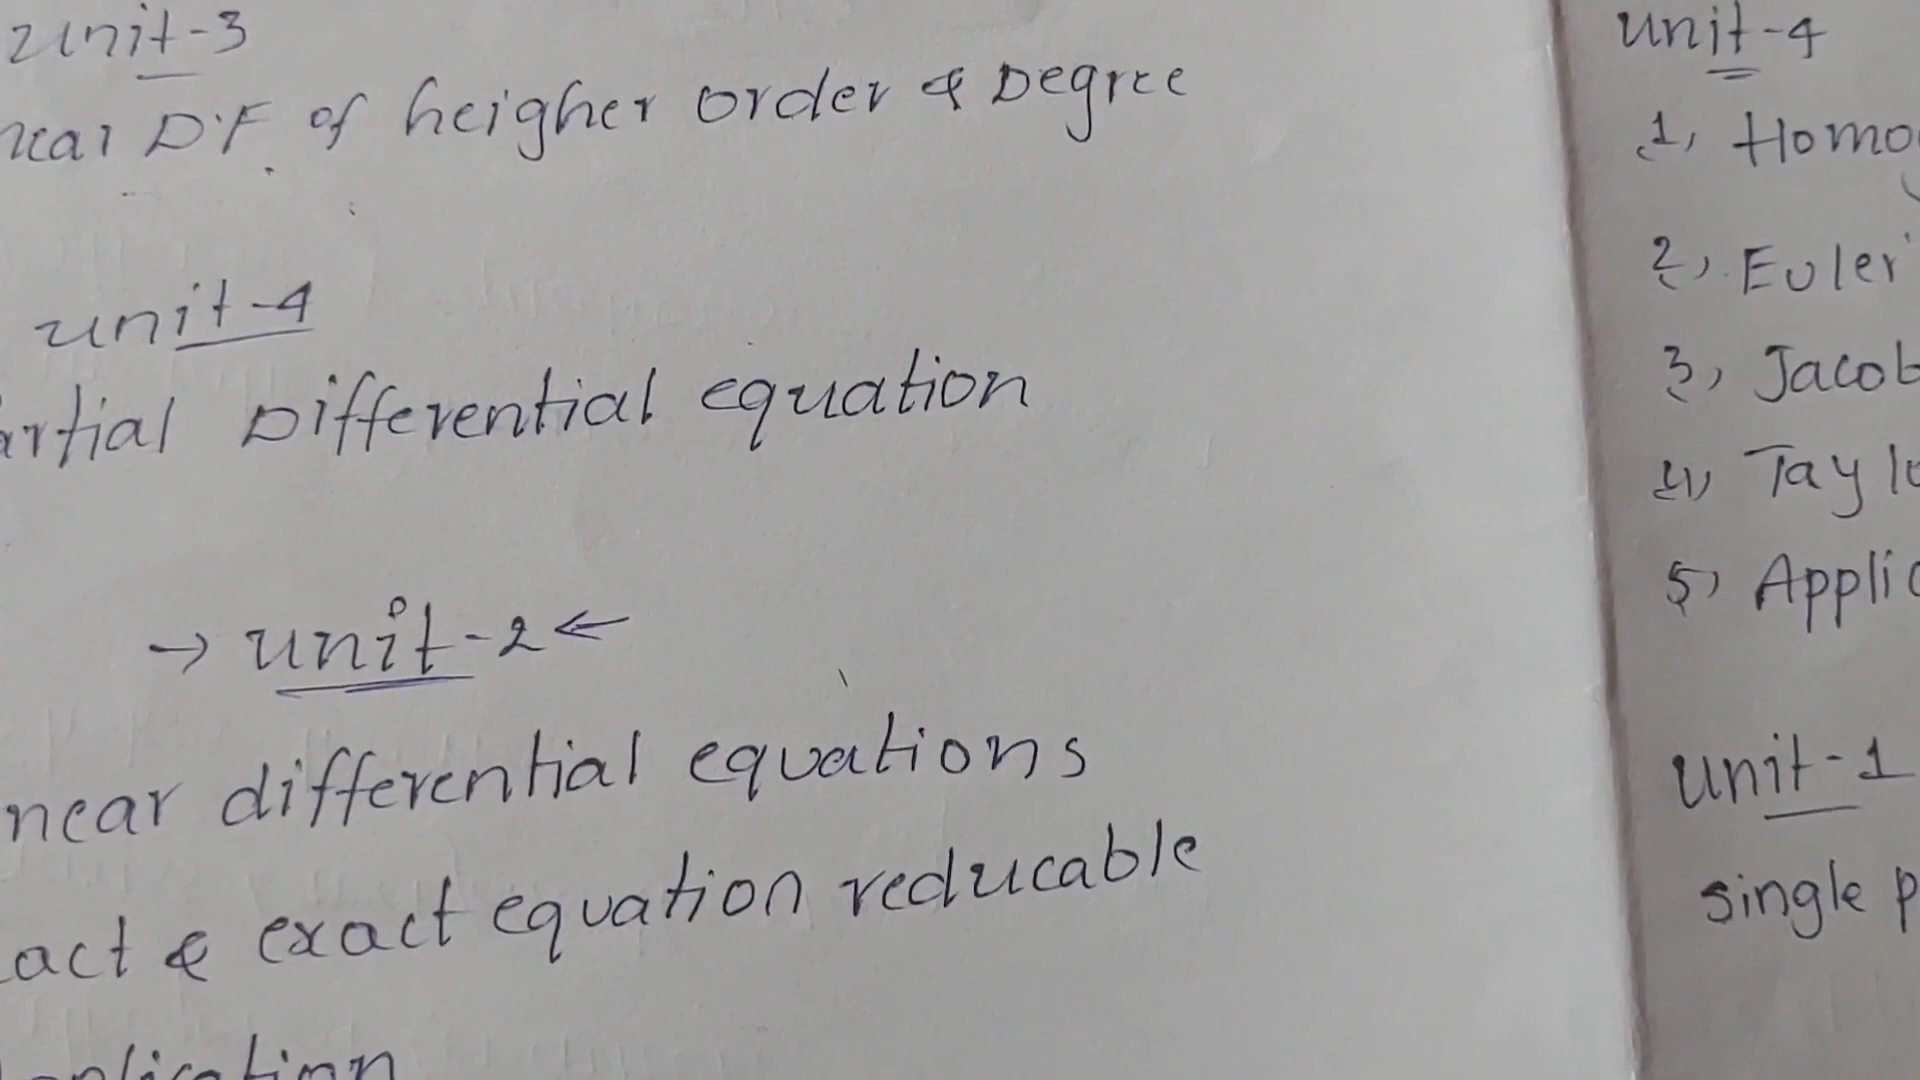 unit-3
near D.F of heigher order & Degree
unit-4
artial Differential equation
→ unit-2 ←
near differential equations
act & exact equation reducable
unit-4
1, Homo
2, Euler'
3, Jacob
4, Taylo
5, Applic
unit-1
single p